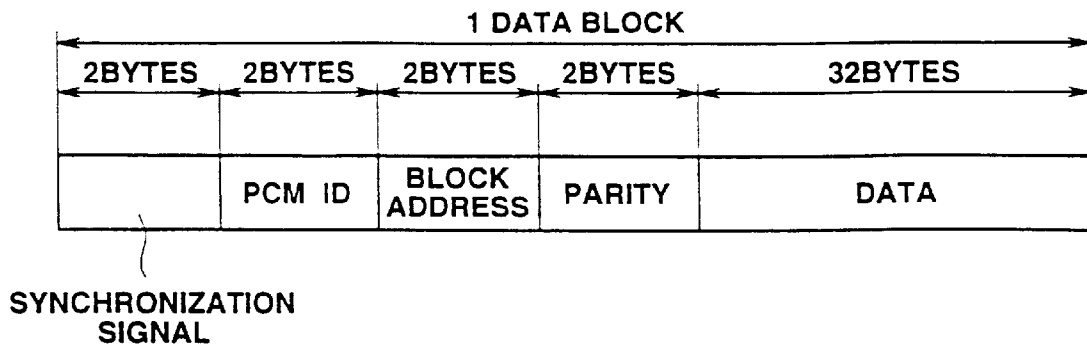 1 DATA BLOCK
2BYTES 2BYTES 2BYTES 2BYTES 32BYTES
PCM ID BLOCK ADDRESS PARITY DATA
SYNCHRONIZATION
SIGNAL